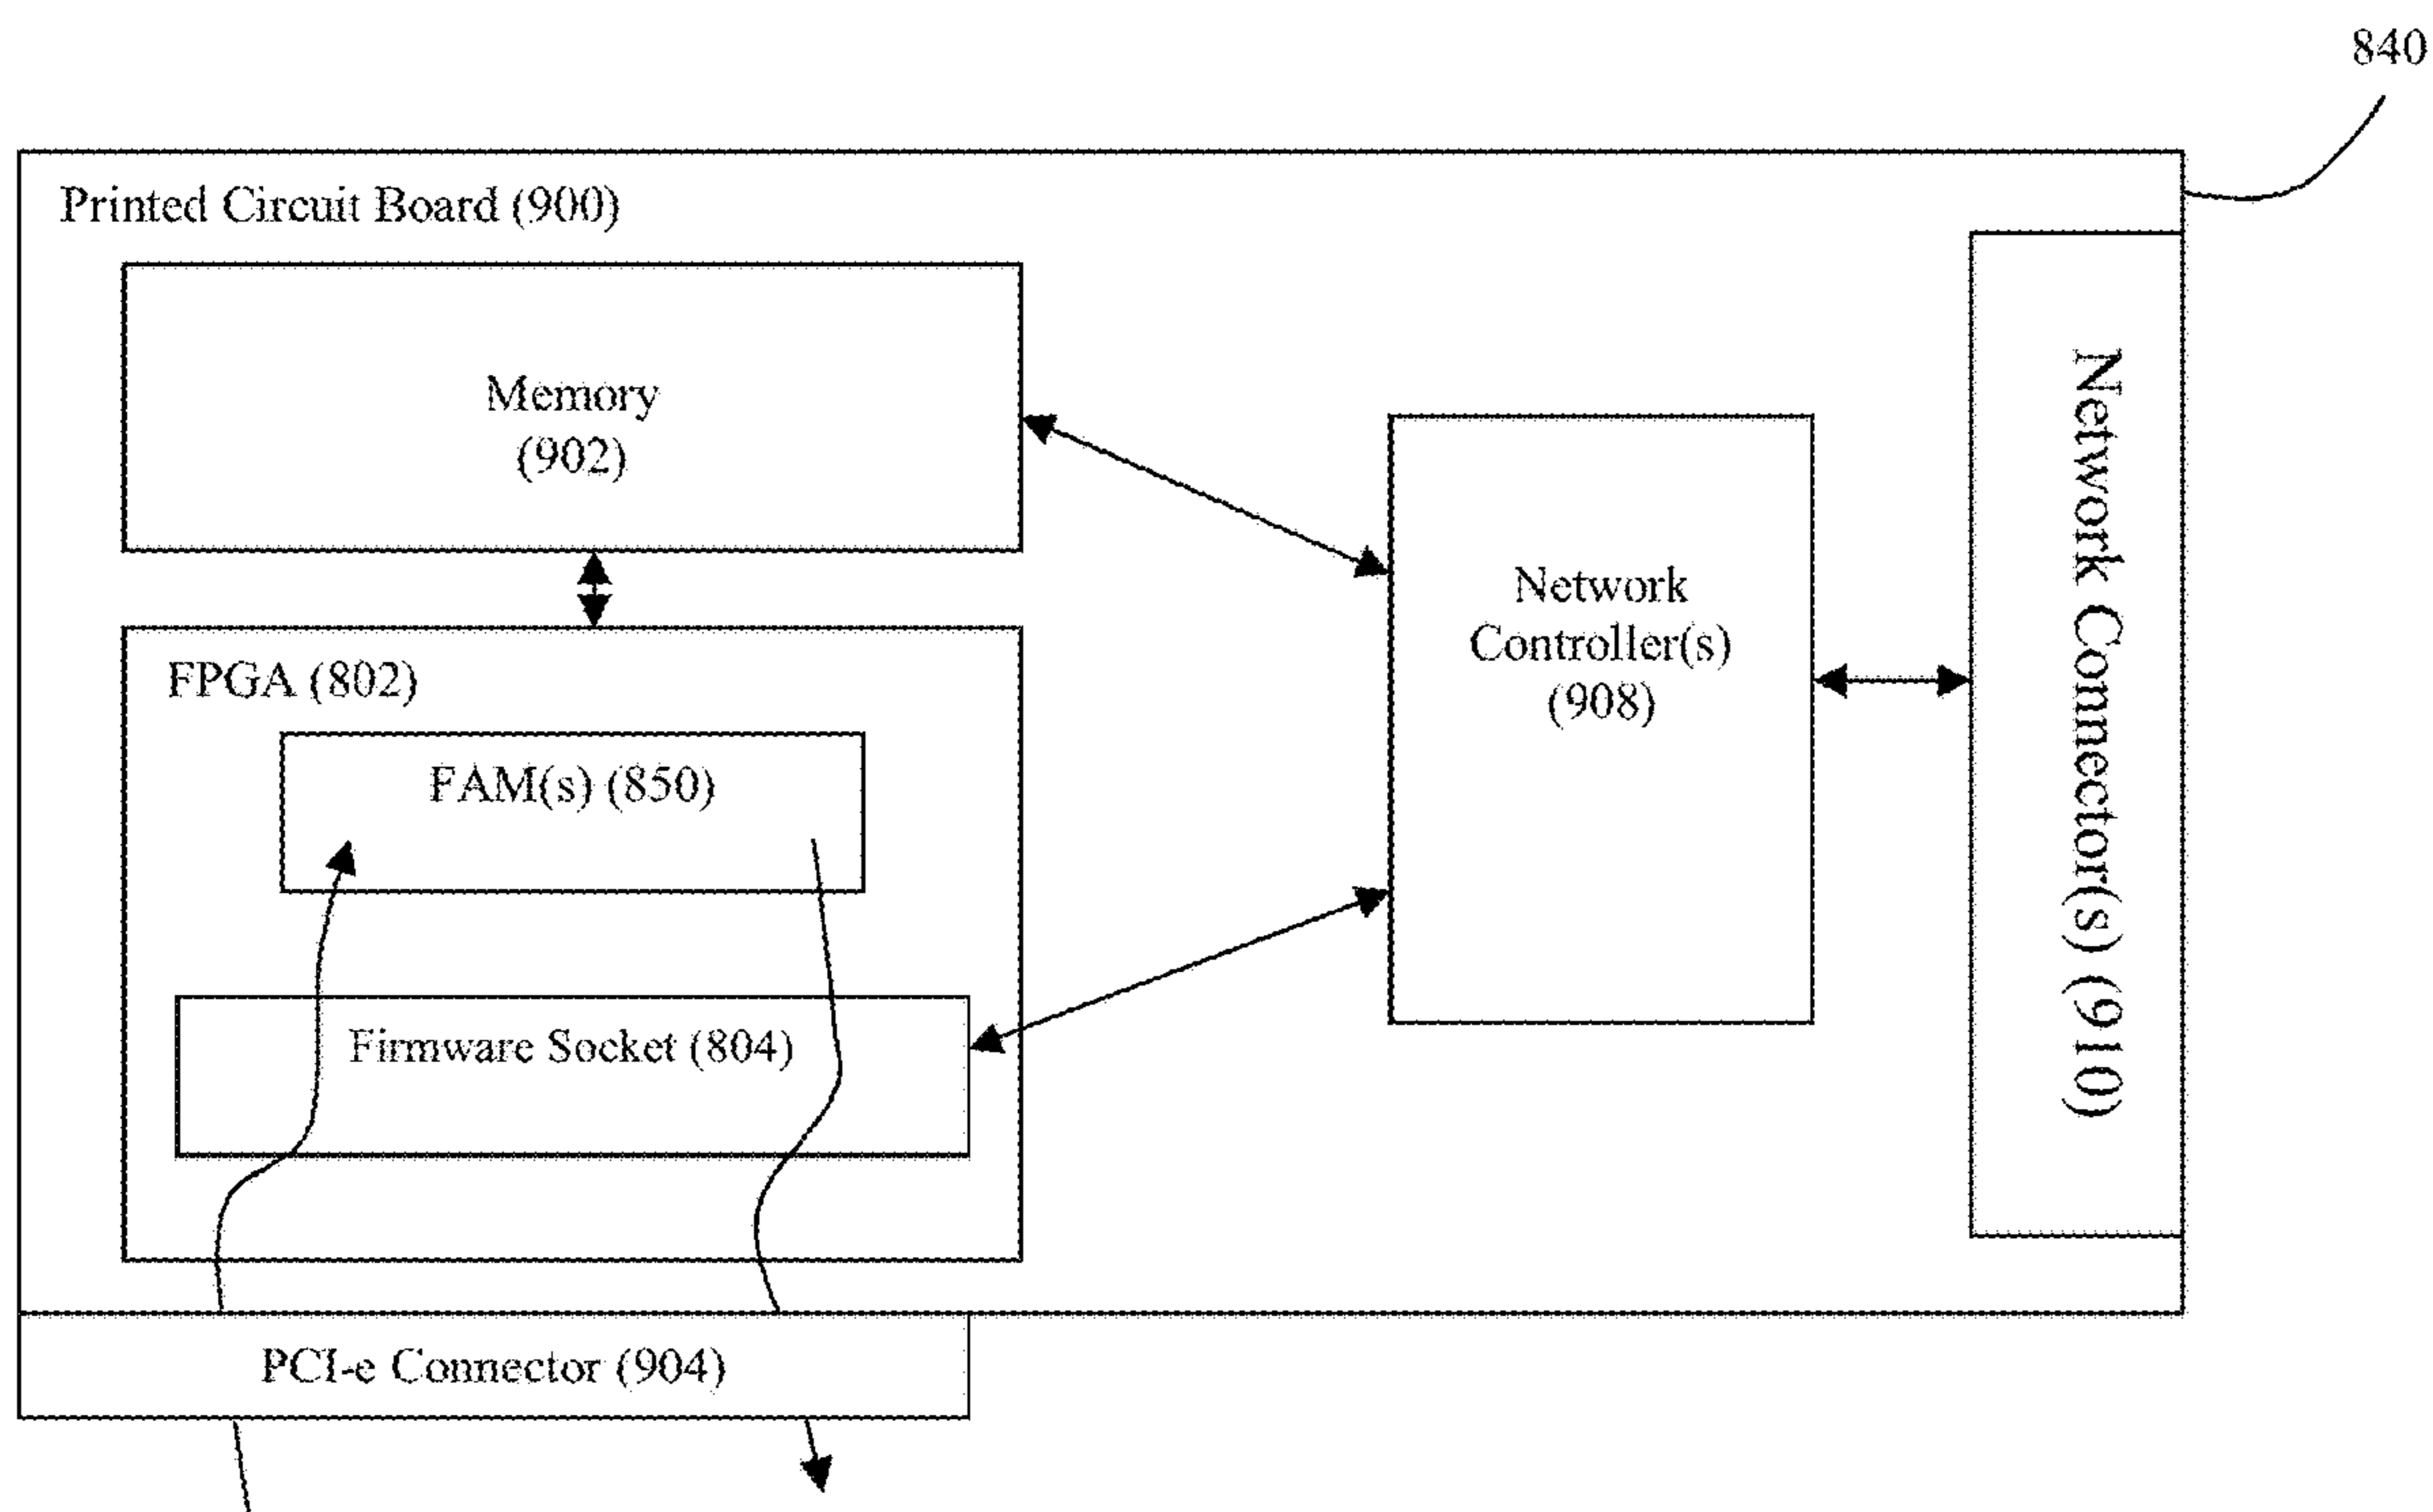 840
Printed Circuit Board (900)
Memory
(902)
Network
Controller(s)
(908)
Network Connector(s) (910)
FPGA (802)
FAM(s) (850)
Firmware Socket (804)
PCI-e Connector (904)